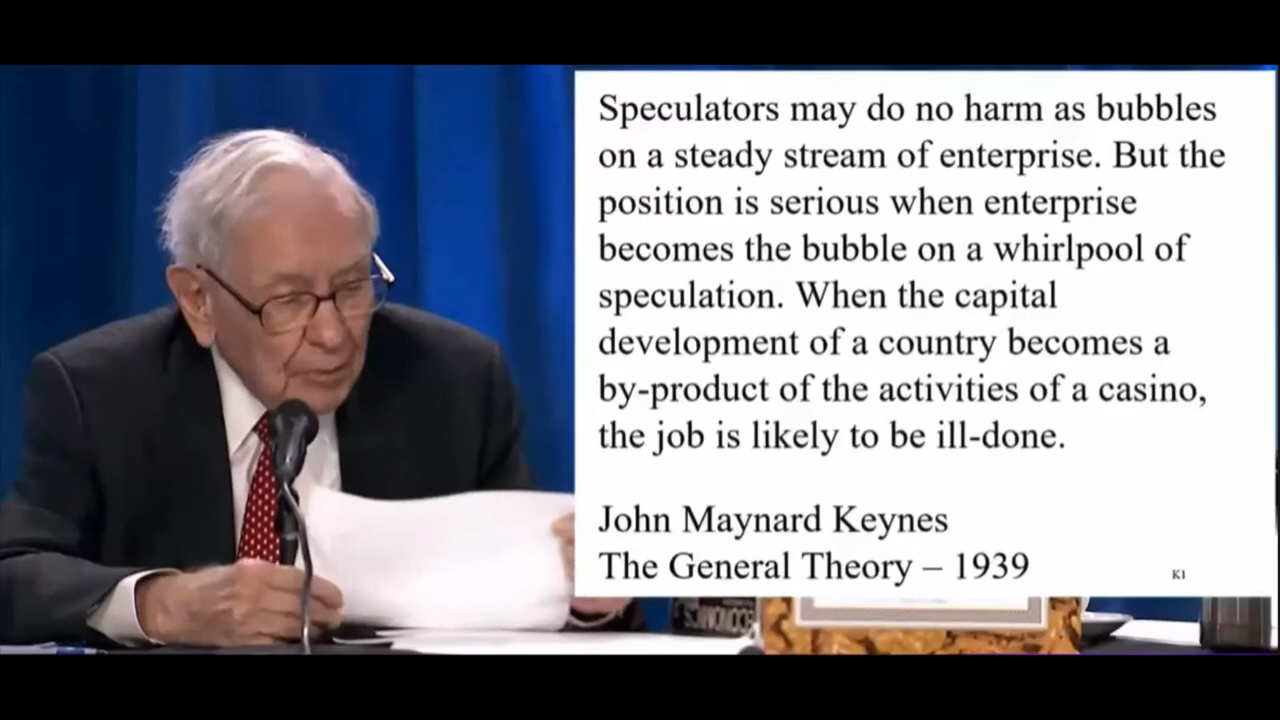 Speculators may do no harm as bubbles
on a steady stream of enterprise. But the
position is serious when enterprise
becomes the bubble on a whirlpool of
speculation. When the capital
development of a country becomes a
by-product of the activities of a casino,
the job is likely to be ill-done.
John Maynard Keynes
The General Theory – 1939
K1